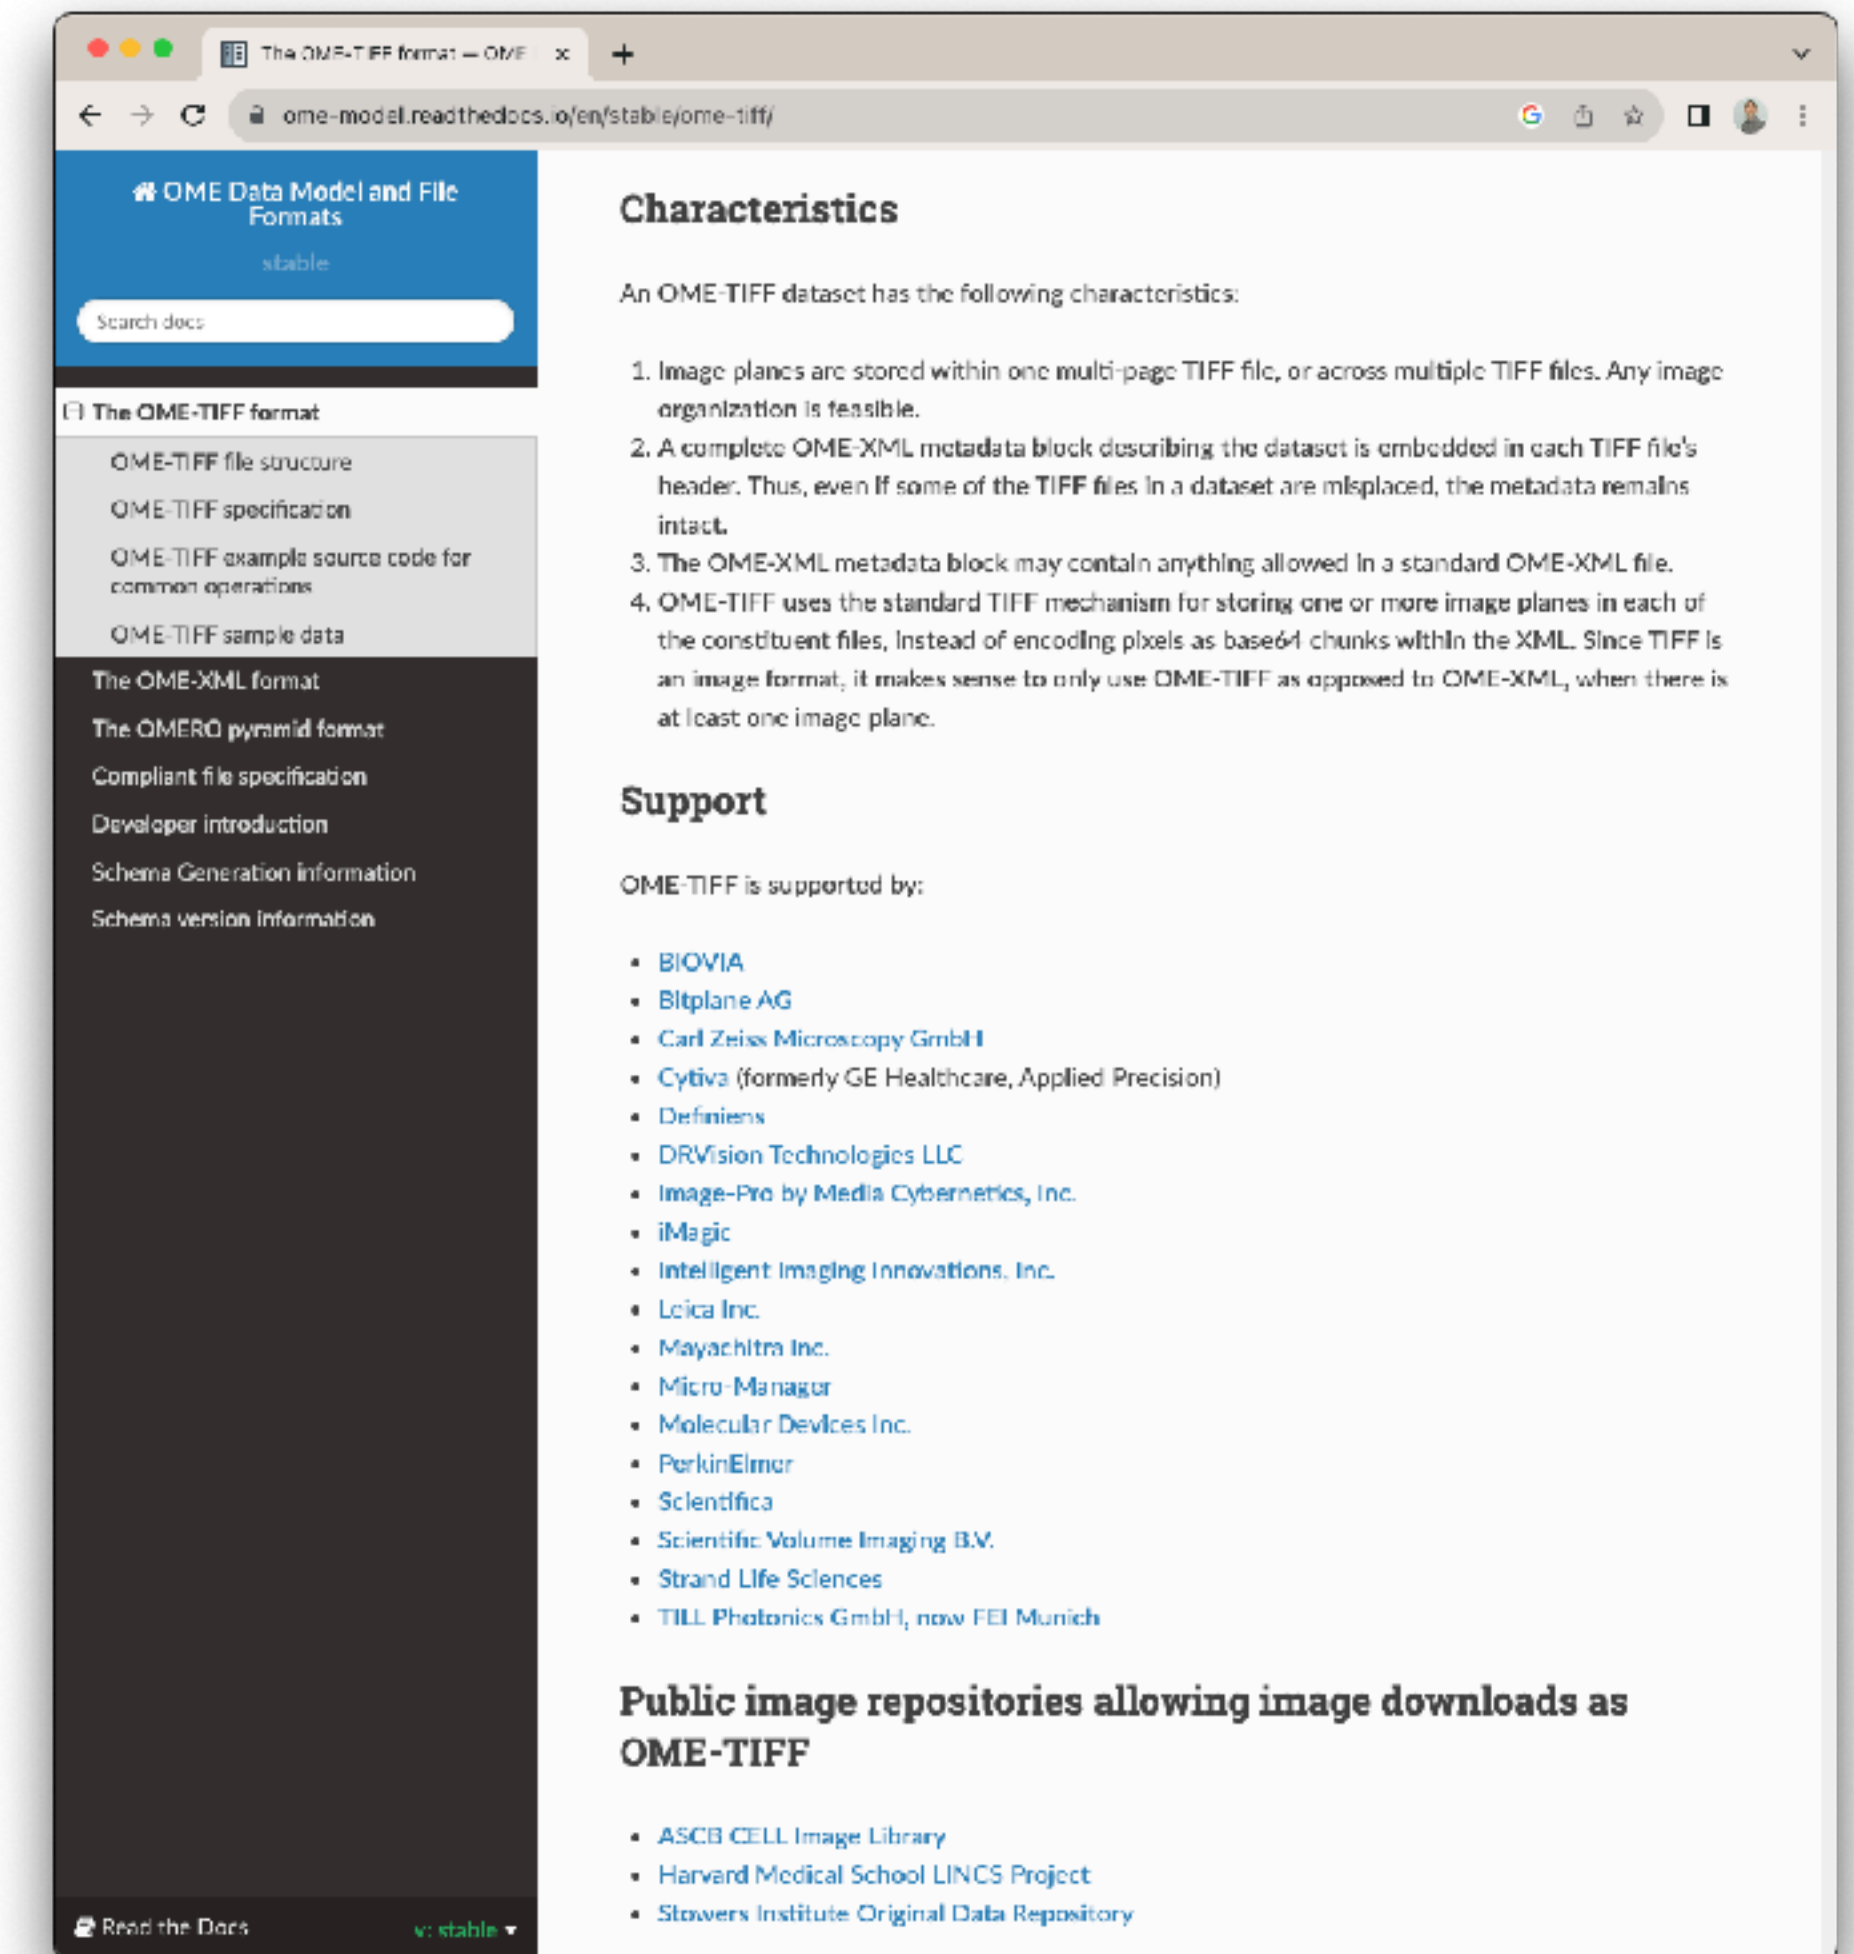 The OME-TIFF format — OME
ome-model.readthedocs.io/en/stable/ome-tiff/
OME Data Model and File
Formats
stable
Search docs
The OME-TIFF format
OME-TIFF file structure
OME-TIFF specification
OME-TIFF example source code for
common operations
OME-TIFF sample data
The OME-XML format
The OMERO pyramid format
Compliant file specification
Developer introduction
Schema Generation information
Schema version information
Read the Docs
v: stable
Characteristics
An OME-TIFF dataset has the following characteristics:
1. Image planes are stored within one multi-page TIFF file, or across multiple TIFF files. Any image
organization is feasible.
2. A complete OME-XML metadata block describing the dataset is embedded in each TIFF file's
header. Thus, even if some of the TIFF files in a dataset are misplaced, the metadata remains
intact.
3. The OME-XML metadata block may contain anything allowed in a standard OME-XML file.
4. OME-TIFF uses the standard TIFF mechanism for storing one or more image planes in each of
the constituent files, instead of encoding pixels as base64 chunks within the XML. Since TIFF is
an image format, it makes sense to only use OME-TIFF as opposed to OME-XML, when there is
at least one image plane.
Support
OME-TIFF is supported by:
• BIOVIA
• Bitplane AG
• Carl Zeiss Microscopy GmbH
• Cytiva (formerly GE Healthcare, Applied Precision)
• Definiens
• DRVision Technologies LLC
• Image-Pro by Media Cybernetics, Inc.
• iMagic
• Intelligent Imaging Innovations, Inc.
• Leica Inc.
• Mayachitra Inc.
• Micro-Manager
• Molecular Devices Inc.
• PerkinElmer
• Scientifica
• Scientific Volume Imaging B.V.
• Strand Life Sciences
• TILL Photonics GmbH, now FEI Munich
Public image repositories allowing image downloads as
OME-TIFF
• ASCB CELL Image Library
• Harvard Medical School LINCS Project
• Stowers Institute Original Data Repository